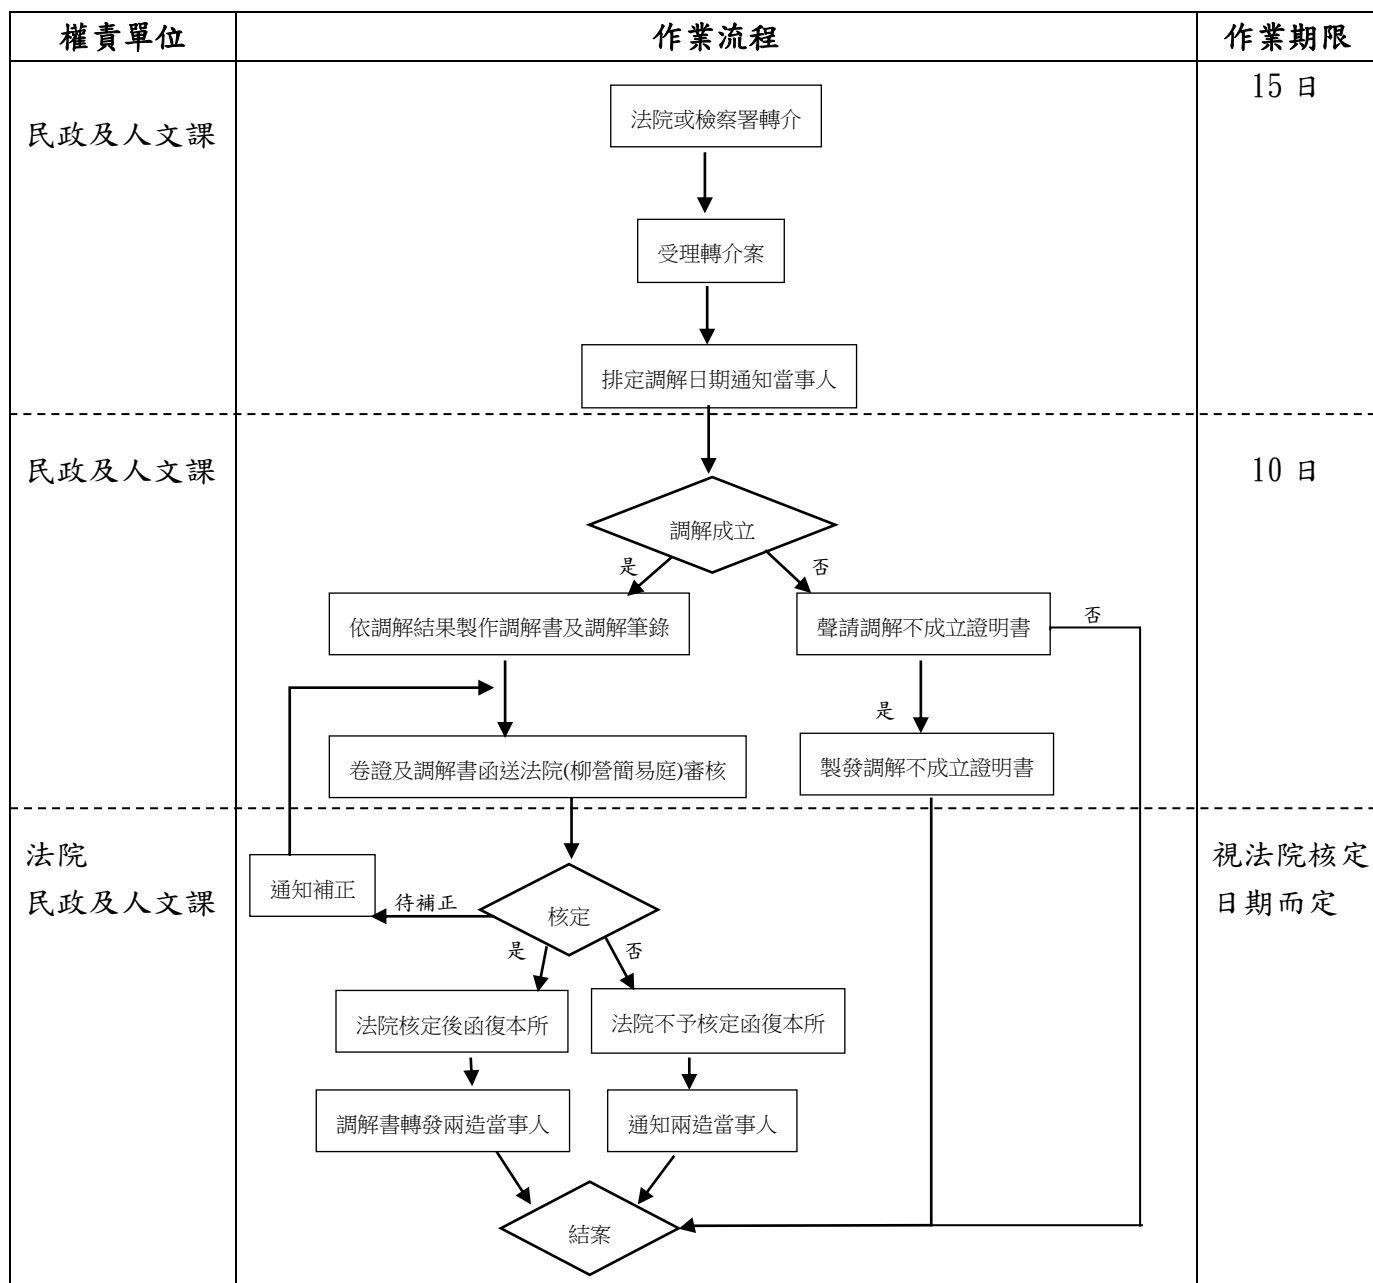 權責單位
作業流程
作業期限
民政及人文課
15 日
法院或檢察署轉介
受理轉介案
排定調解日期通知當事人
民政及人文課
10 日
調解成立
是
否
依調解結果製作調解書及調解筆錄
聲請調解不成立證明書
否
是
卷證及調解書函送法院(柳營簡易庭)審核
製發調解不成立證明書
法院
民政及人文課
視法院核定
日期而定
通知補正
待補正
核定
是
否
法院核定後函復本所
法院不予核定函復本所
調解書轉發兩造當事人
通知兩造當事人
結案